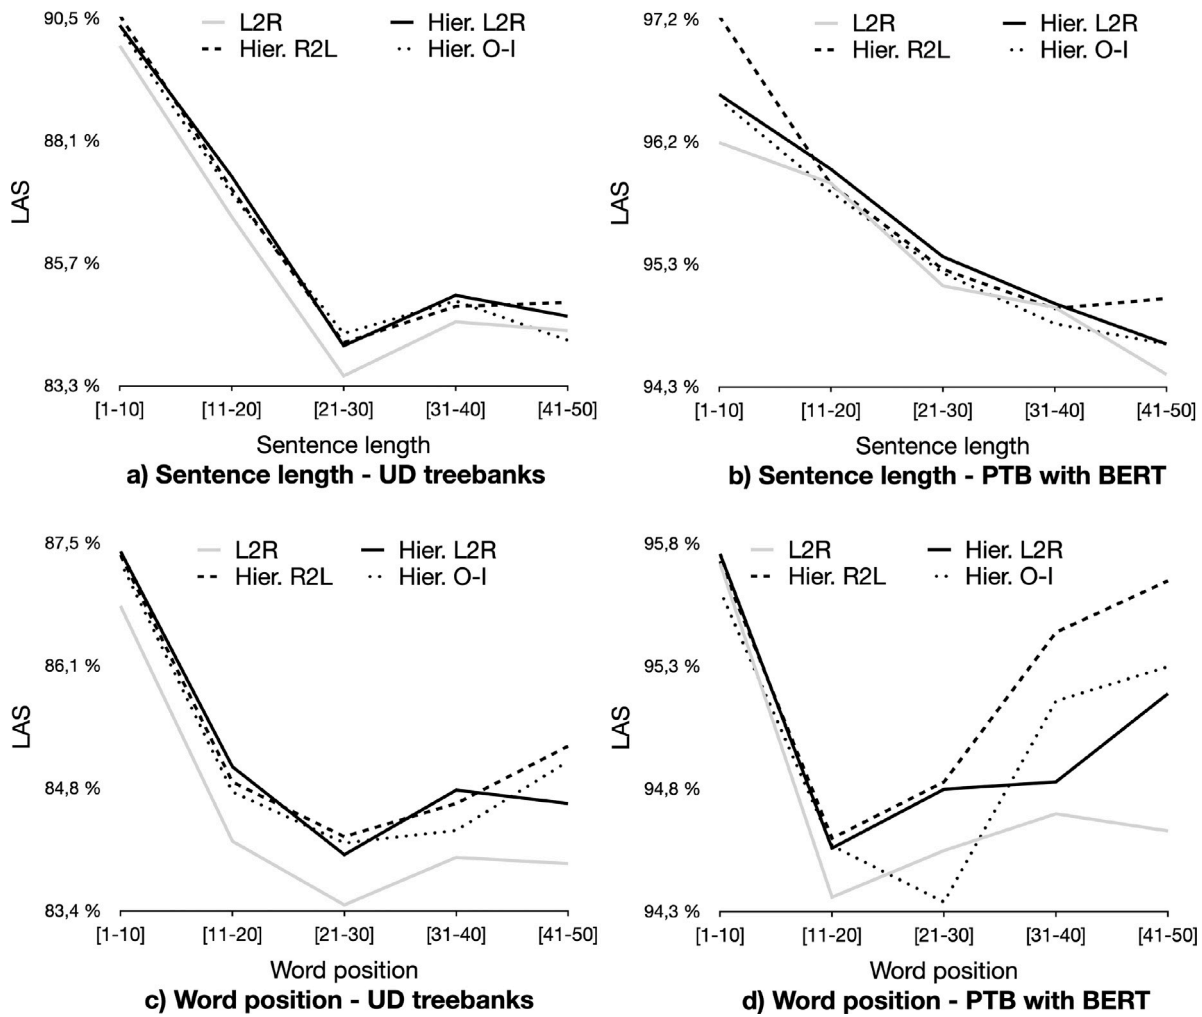 90,5 %
L2R
Hier. L2R
Hier. R2L
Hier. O-I
88,1 %
LAS
85,7 %
83,3 %
[1-10]
[11-20]
[21-30]
[31-40]
[41-50]
Sentence length
a) Sentence length - UD treebanks
97,2 %
L2R
Hier. L2R
Hier. R2L
Hier. O-I
96,2 %
LAS
95,3 %
94,3 %
[1-10]
[11-20]
[21-30]
[31-40]
[41-50]
Sentence length
b) Sentence length - PTB with BERT
87,5 %
L2R
Hier. L2R
Hier. R2L
Hier. O-I
86,1 %
LAS
84,8 %
83,4 %
[1-10]
[11-20]
[21-30]
[31-40]
[41-50]
Word position
c) Word position - UD treebanks
95,8 %
L2R
Hier. L2R
Hier. R2L
Hier. O-I
95,3 %
LAS
94,8 %
94,3 %
[1-10]
[11-20]
[21-30]
[31-40]
[41-50]
Word position
d) Word position - PTB with BERT